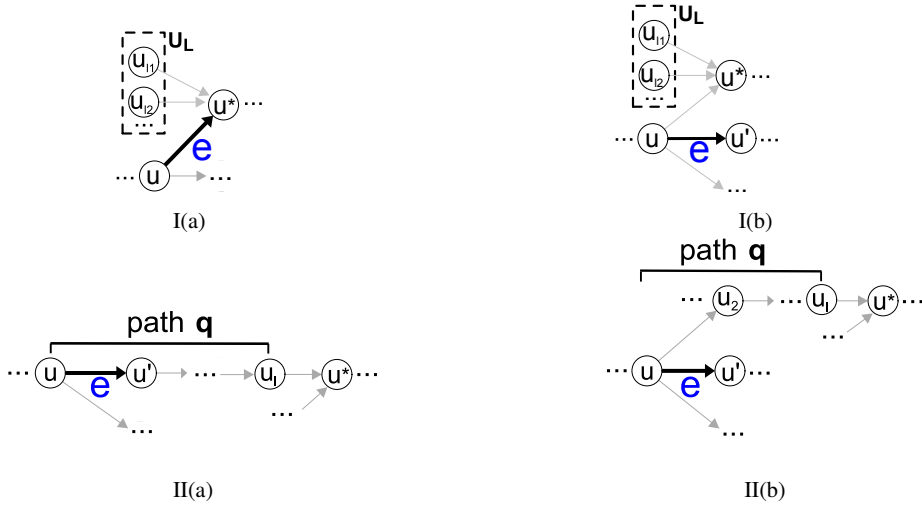 U_L
u_l1
u_l2
...
u* ...
e
... u ...
I(a)
U_L
u_l1
u_l2
...
u* ...
... u u' ...
e
...
I(b)
path q
... u u' ... u_l u* ...
e
...
...
II(a)
path q
... u_2 ... u_l u* ...
...
... u u' ...
e
...
II(b)